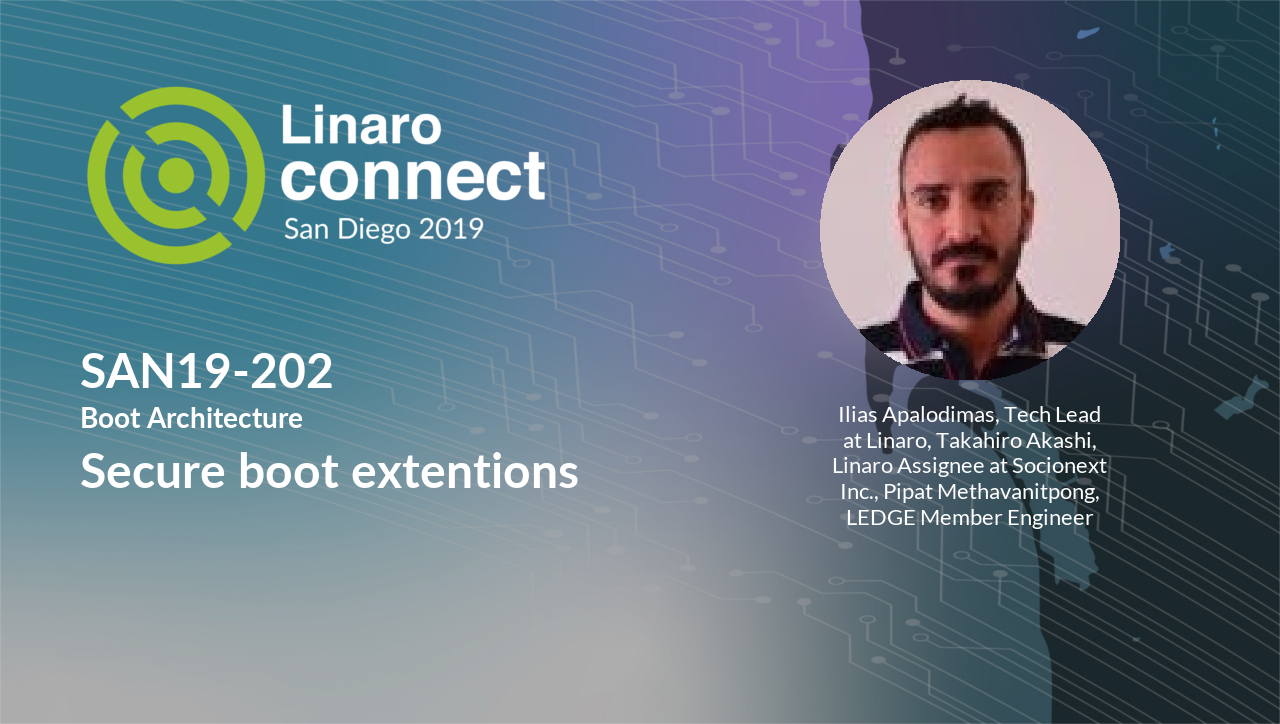 Linaro
connect
San Diego 2019
SAN19-202
Boot Architecture
Secure boot extentions
Ilias Apalodimas, Tech Lead
at Linaro, Takahiro Akashi,
Linaro Assignee at Socionext
Inc., Pipat Methavanitpong,
LEDGE Member Engineer